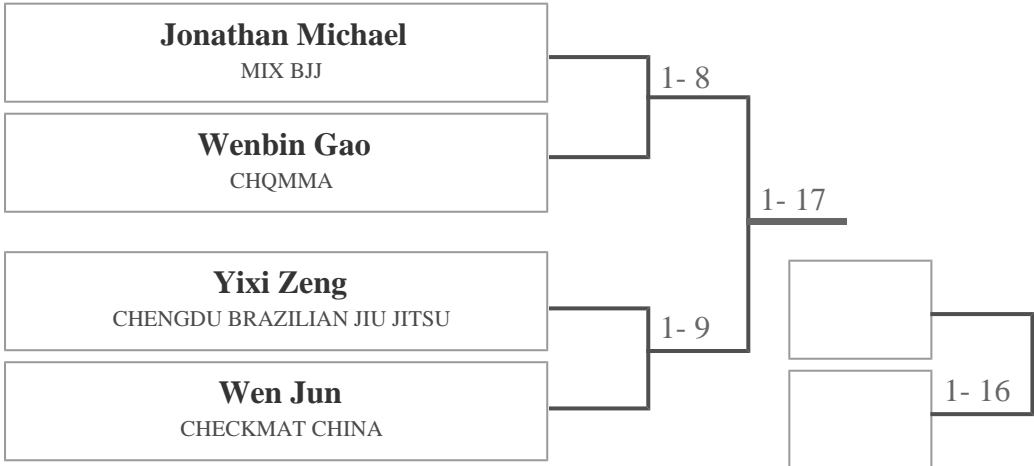 Jonathan Michael
MIX BJJ
1- 8
Wenbin Gao
CHQMMA
1- 17
Yixi Zeng
CHENGDU BRAZILIAN JIU JITSU
1- 9
Wen Jun
CHECKMAT CHINA
1- 16